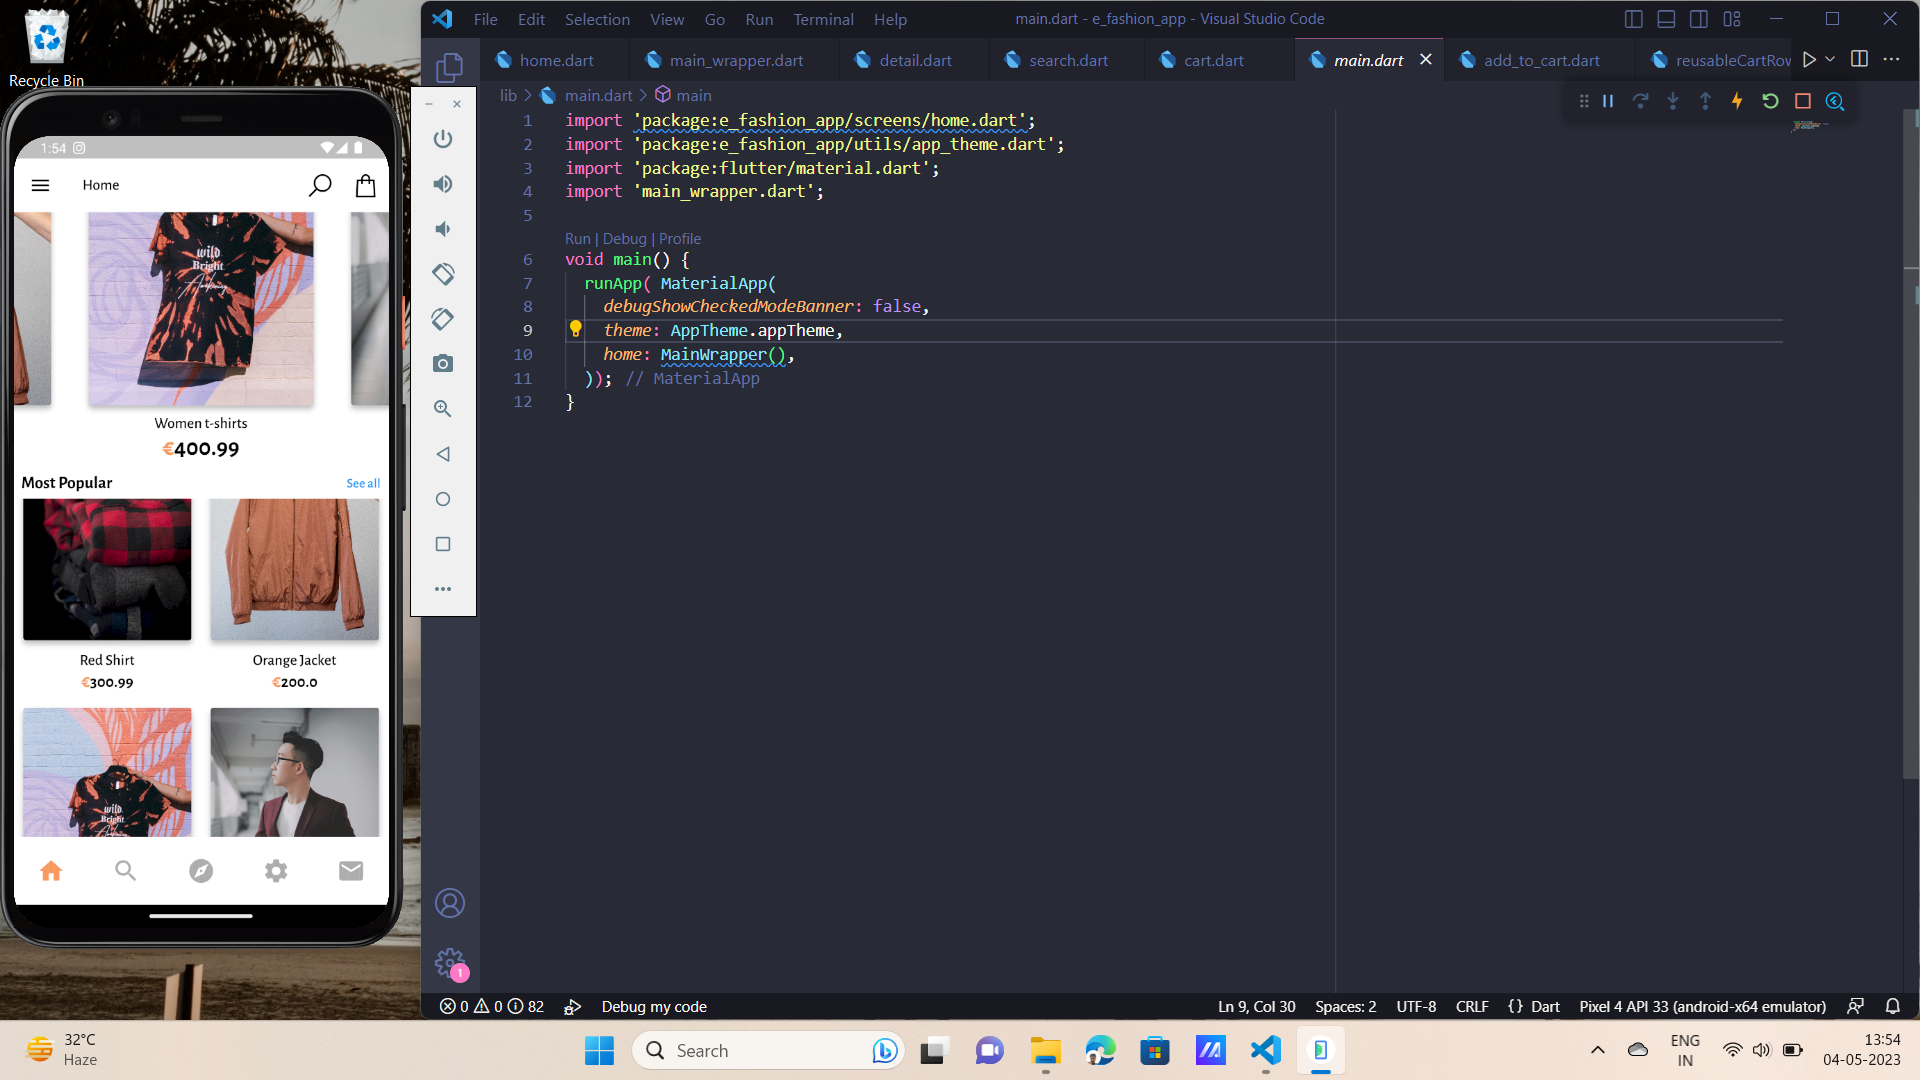 Recycle Bin
1:54
Home
wild
Bright
Awakening
Women t-shirts
€400.99
Most Popular
See all
Red Shirt
Orange Jacket
€300.99
€200.0
wild
Bright
File Edit Selection View Go Run Terminal Help
main.dart - e_fashion_app - Visual Studio Code
home.dart
main_wrapper.dart
detail.dart
search.dart
cart.dart
main.dart
add_to_cart.dart
reusableCartRow
lib > main.dart > main
1 import 'package:e_fashion_app/screens/home.dart';
2 import 'package:e_fashion_app/utils/app_theme.dart';
3 import 'package:flutter/material.dart';
4 import 'main_wrapper.dart';
5
Run | Debug | Profile
6 void main() {
7 runApp( MaterialApp(
8 debugShowCheckedModeBanner: false,
9 theme: AppTheme.appTheme,
10 home: MainWrapper(),
11 )); // MaterialApp
12 }
1
0 0 82
Debug my code
Ln 9, Col 30
Spaces: 2
UTF-8
CRLF
{} Dart
Pixel 4 API 33 (android-x64 emulator)
32°C
Haze
Search
ENG
IN
13:54
04-05-2023